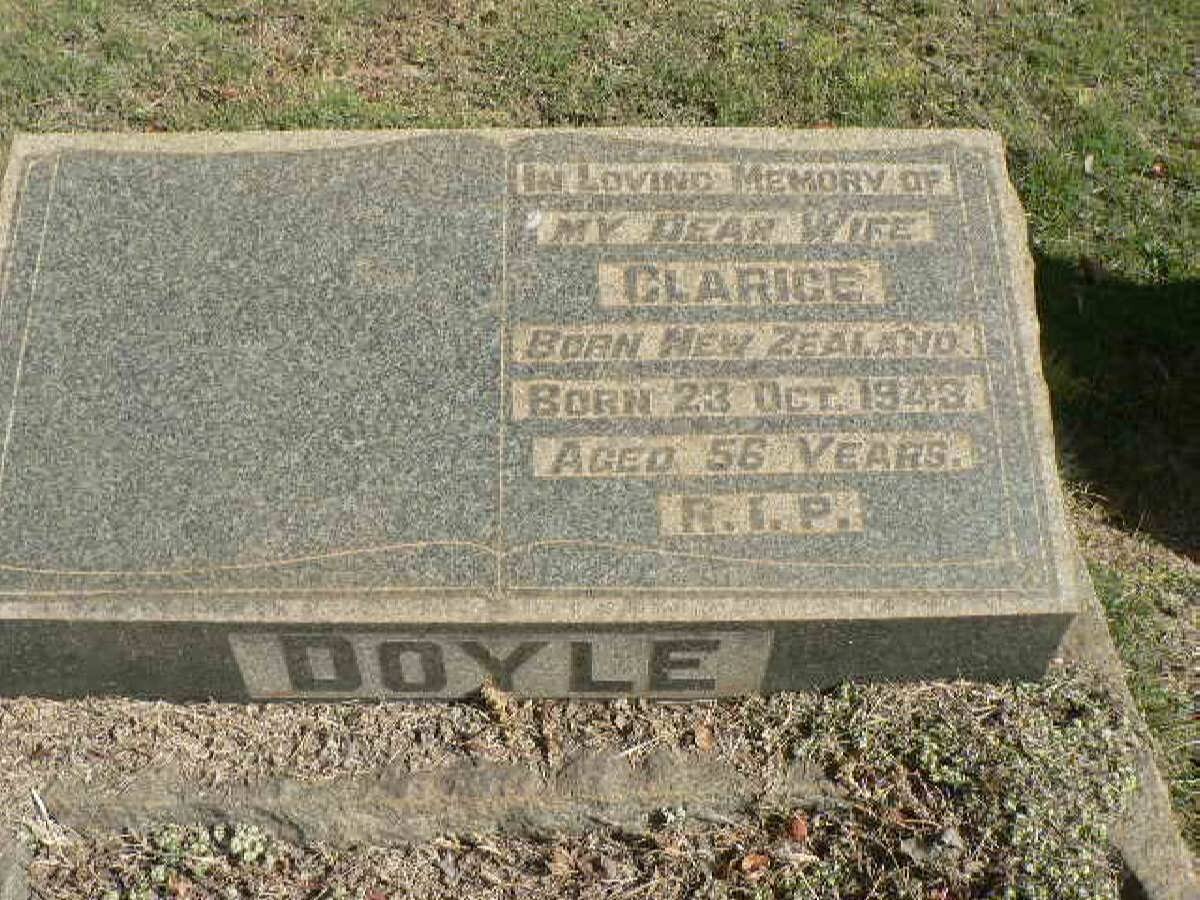 IN LOVING MEMORY OF
MY DEAR WIFE
CLARICE
BORN NEW ZEALAND.
BORN 23 OCT. 1943.
AGED 56 YEARS.
R.I.P.
DOYLE